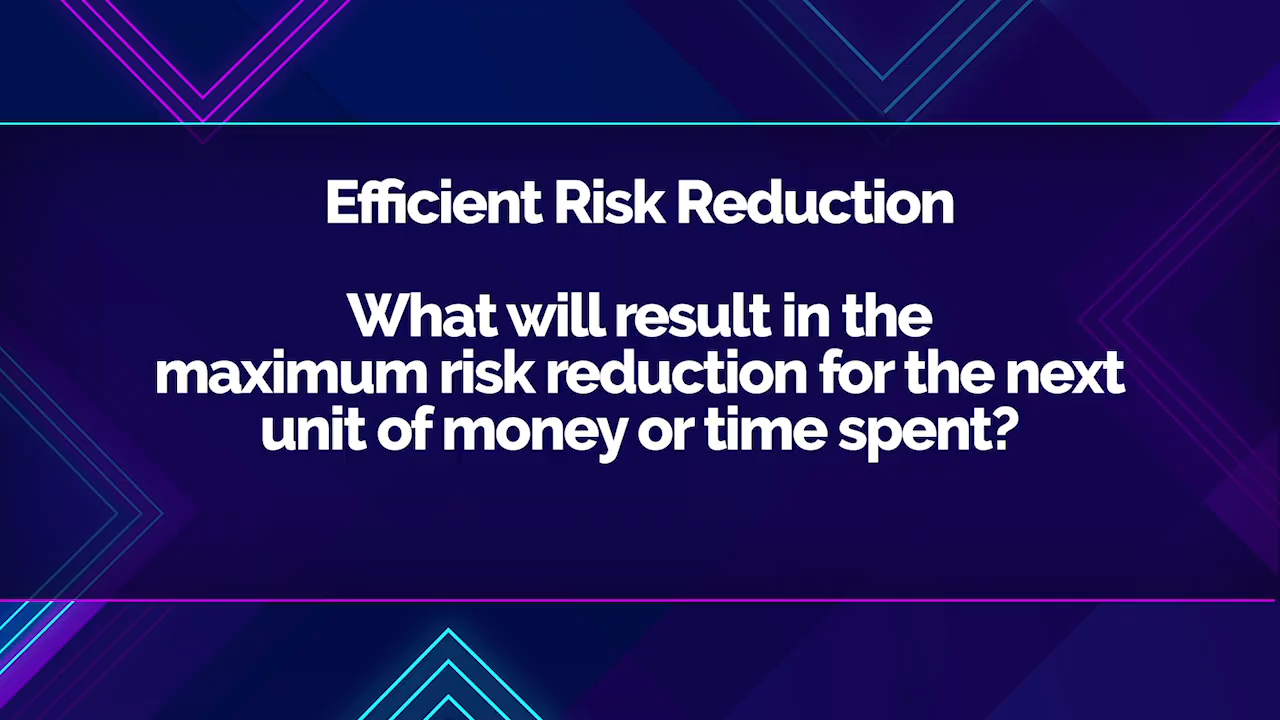 Efficient Risk Reduction
What will result in the
maximum risk reduction for the next
unit of money or time spent?